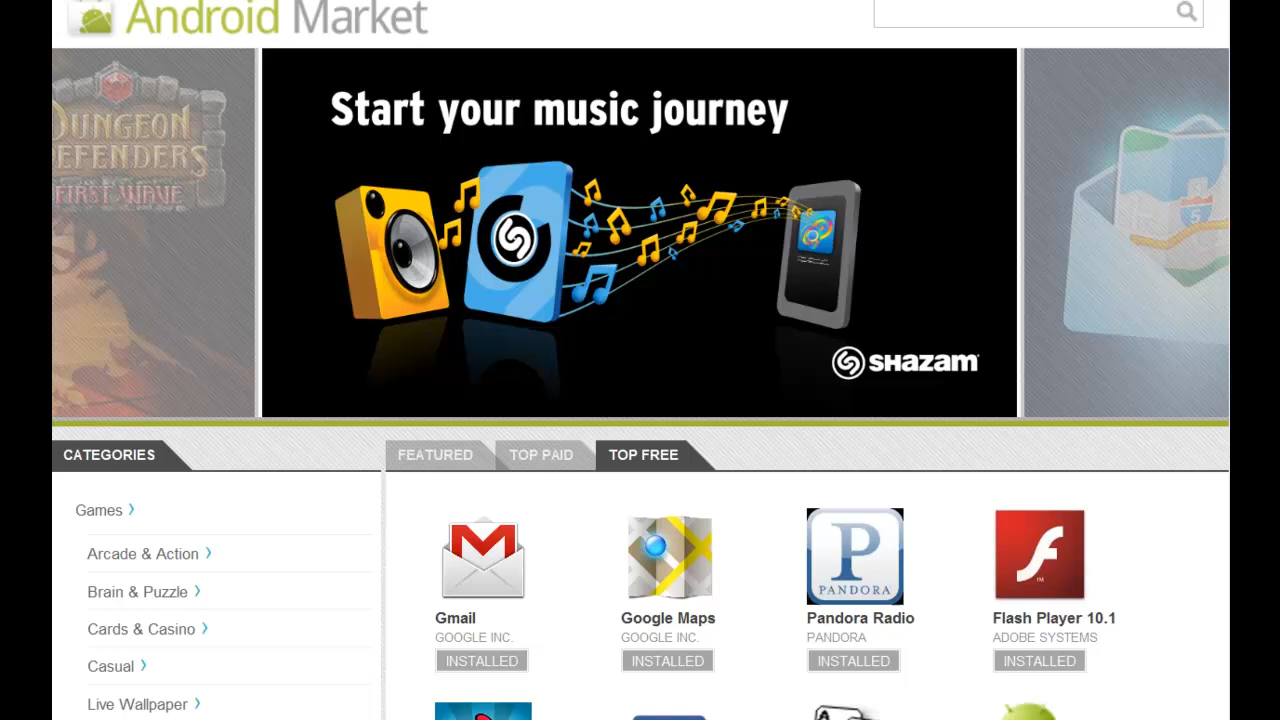 Android Market
DUNGEON
DEFENDERS
FIRST WAVE
Start your music journey
5
SHAZAM
CATEGORIES
FEATURED
TOP PAID
TOP FREE
Games
Arcade & Action
Brain & Puzzle
Cards & Casino
Casual
Live Wallpaper
P
PANDORA
Gmail
Google Maps
Pandora Radio
Flash Player 10.1
GOOGLE INC.
GOOGLE INC.
PANDORA
ADOBE SYSTEMS
INSTALLED
INSTALLED
INSTALLED
INSTALLED